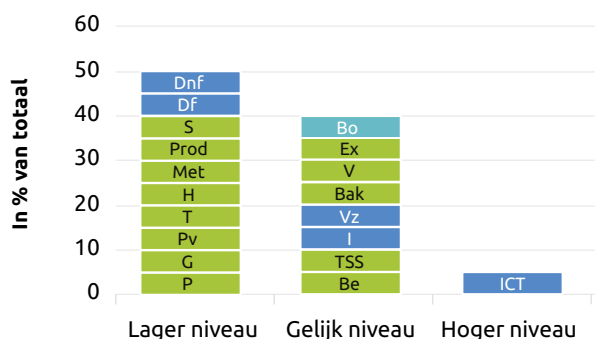 In % van totaal
60
50
40
30
20
10
0
Dnf
Df
S
Prod
Met
H
T
Pv
G
P
Bo
Ex
V
Bak
Vz
I
TSS
Be
ICT
Lager niveau
Gelijk niveau
Hoger niveau